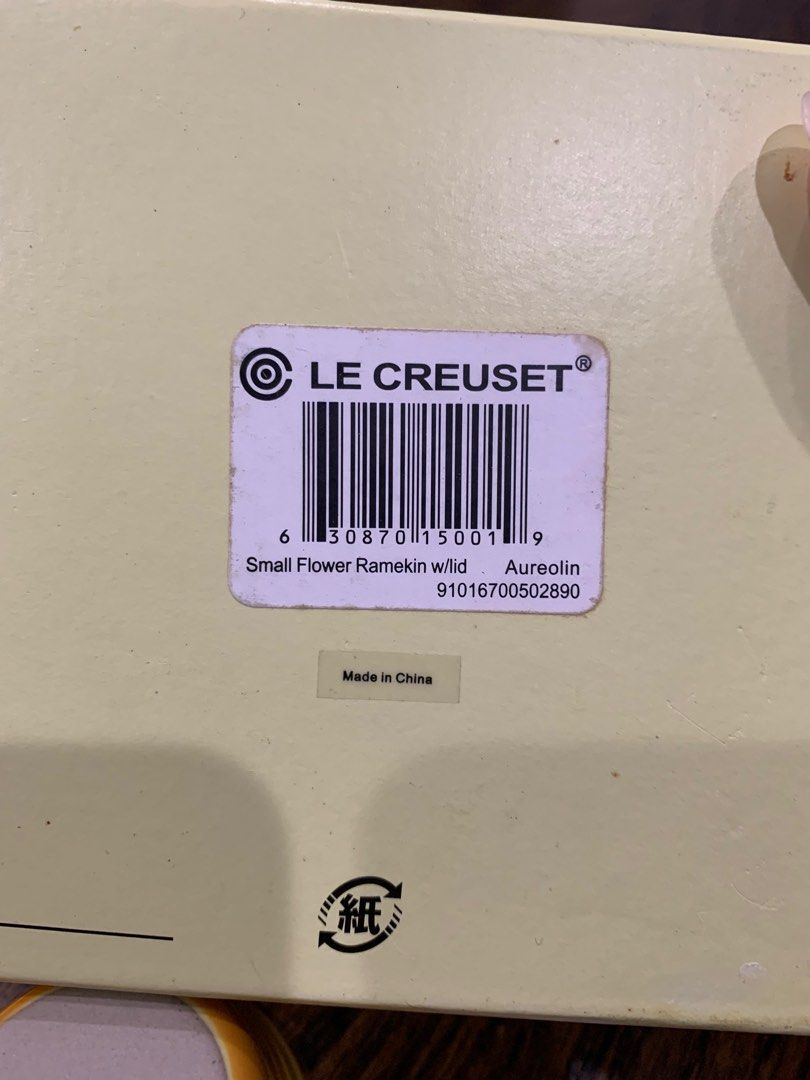 LE CREUSET®
6 30870 15001 9
Small Flower Ramekin w/lid Aureolin
91016700502890
Made in China
紙